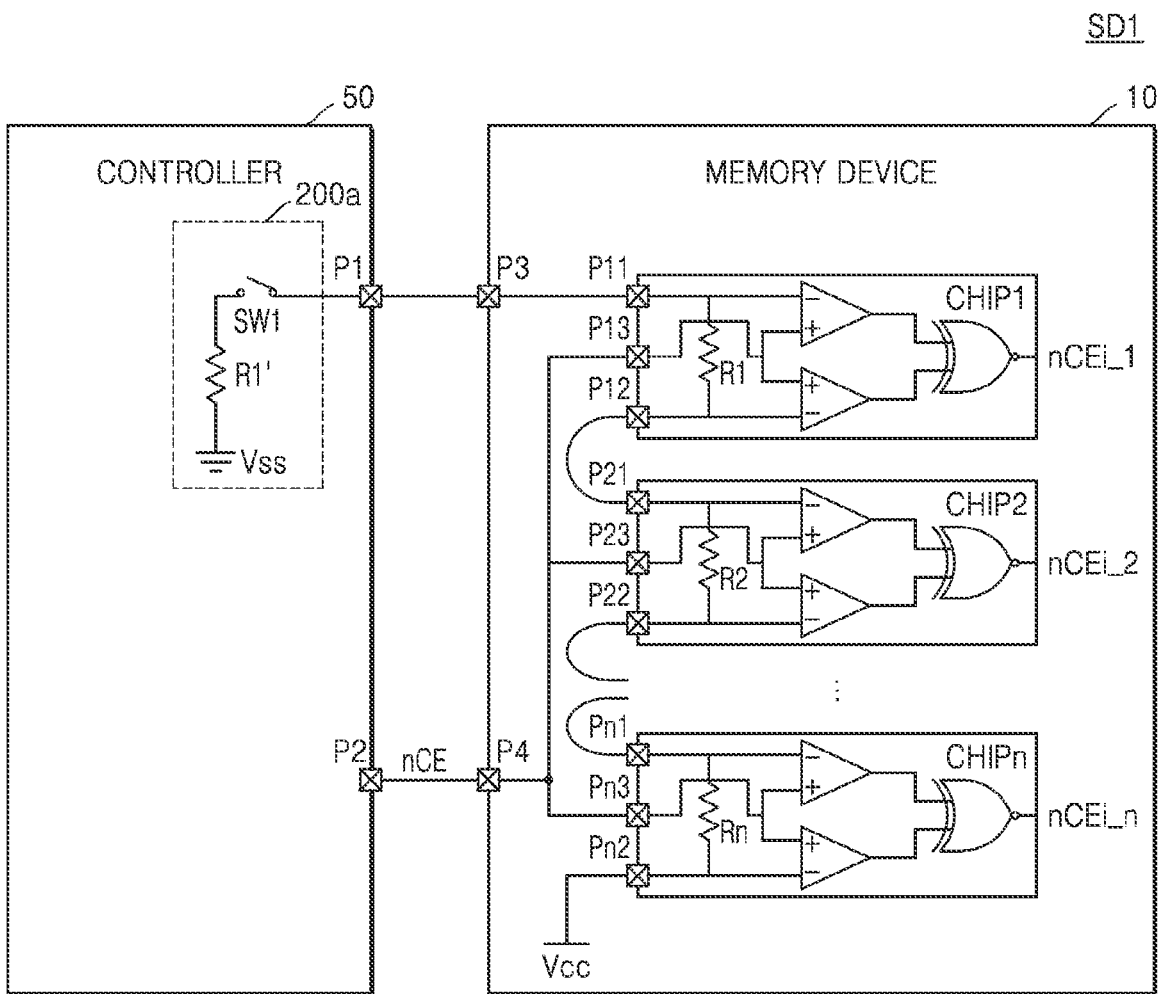 SD1
50
10
CONTROLLER
MEMORY DEVICE
200a
P1
P3
P11
CHIP1
SW1
P13
R1
nCEi_1
R1'
P12
Vss
P21
CHIP2
P23
R2
nCEi_2
P22
⋮
Pn1
CHIPn
P2
nCE
P4
Pn3
Rn
nCEi_n
Pn2
Vcc
- + + -
- + + -
- + + -